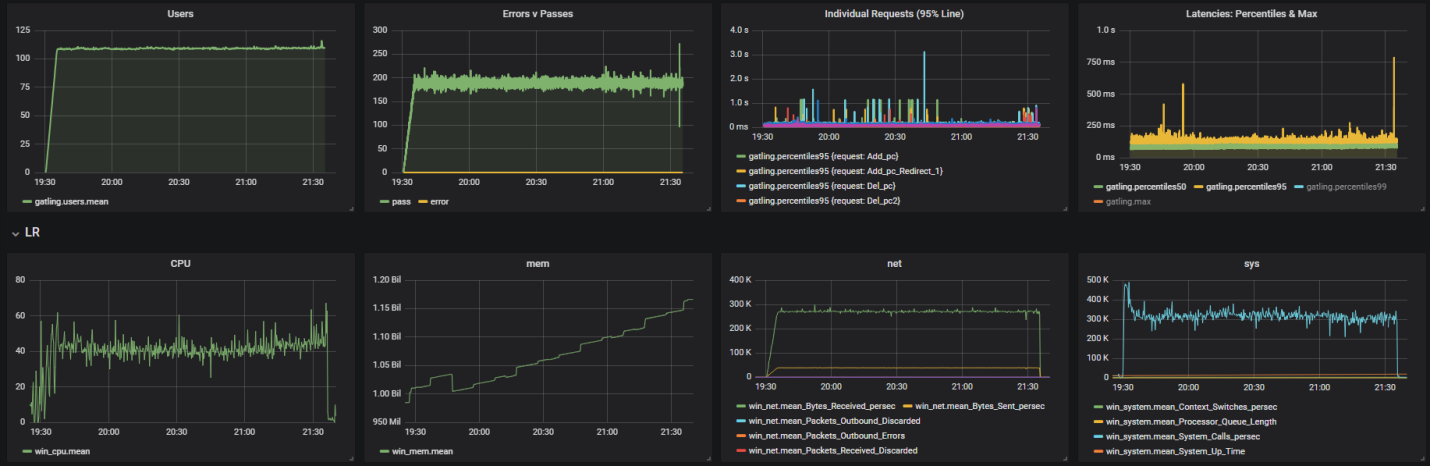 Users
125
100
75
50
25
0
19:30 20:00 20:30 21:00 21:30
gatling.users.mean
Errors v Passes
300
250
200
150
100
50
0
19:30 20:00 20:30 21:00 21:30
pass error
Individual Requests (95% Line)
4.0 s
3.0 s
2.0 s
1.0 s
0 ms
19:30 20:00 20:30 21:00 21:30
gatling.percentiles95 {request: Add_pc}
gatling.percentiles95 {request: Add_pc_Redirect_1}
gatling.percentiles95 {request: Del_pc}
gatling.percentiles95 {request: Del_pc2}
Latencies: Percentiles & Max
1.0 s
750 ms
500 ms
250 ms
0 ms
19:30 20:00 20:30 21:00 21:30
gatling.percentiles50 gatling.percentiles95 gatling.percentiles99
gatling.max
LR
CPU
80
60
40
20
0
19:30 20:00 20:30 21:00 21:30
win_cpu.mean
mem
1.20 Bil
1.15 Bil
1.10 Bil
1.05 Bil
1.00 Bil
950 Mil
19:30 20:00 20:30 21:00 21:30
win_mem.mean
net
400 K
300 K
200 K
100 K
0
19:30 20:00 20:30 21:00 21:30
win_net.mean_Bytes_Received_persec win_net.mean_Bytes_Sent_persec
win_net.mean_Packets_Outbound_Discarded
win_net.mean_Packets_Outbound_Errors
win_net.mean_Packets_Received_Discarded
sys
500 K
400 K
300 K
200 K
100 K
0
19:30 20:00 20:30 21:00 21:30
win_system.mean_Context_Switches_persec
win_system.mean_Processor_Queue_Length
win_system.mean_System_Calls_persec
win_system.mean_System_Up_Time